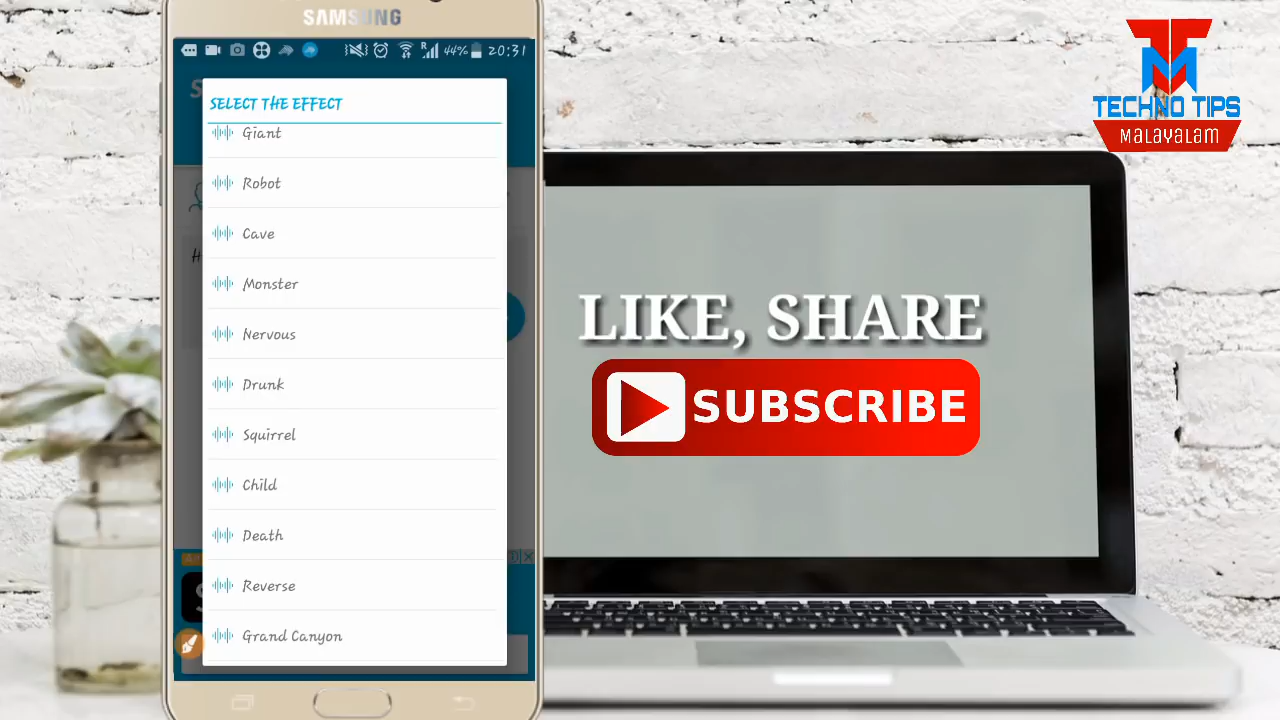 SAMSUNG
R 44% 20:31
SELECT THE EFFECT
Giant
Robot
Cave
Monster
Nervous
Drunk
Squirrel
Child
Death
Reverse
Grand Canyon
TECHNO TIPS
Malayalam
LIKE, SHARE
SUBSCRIBE